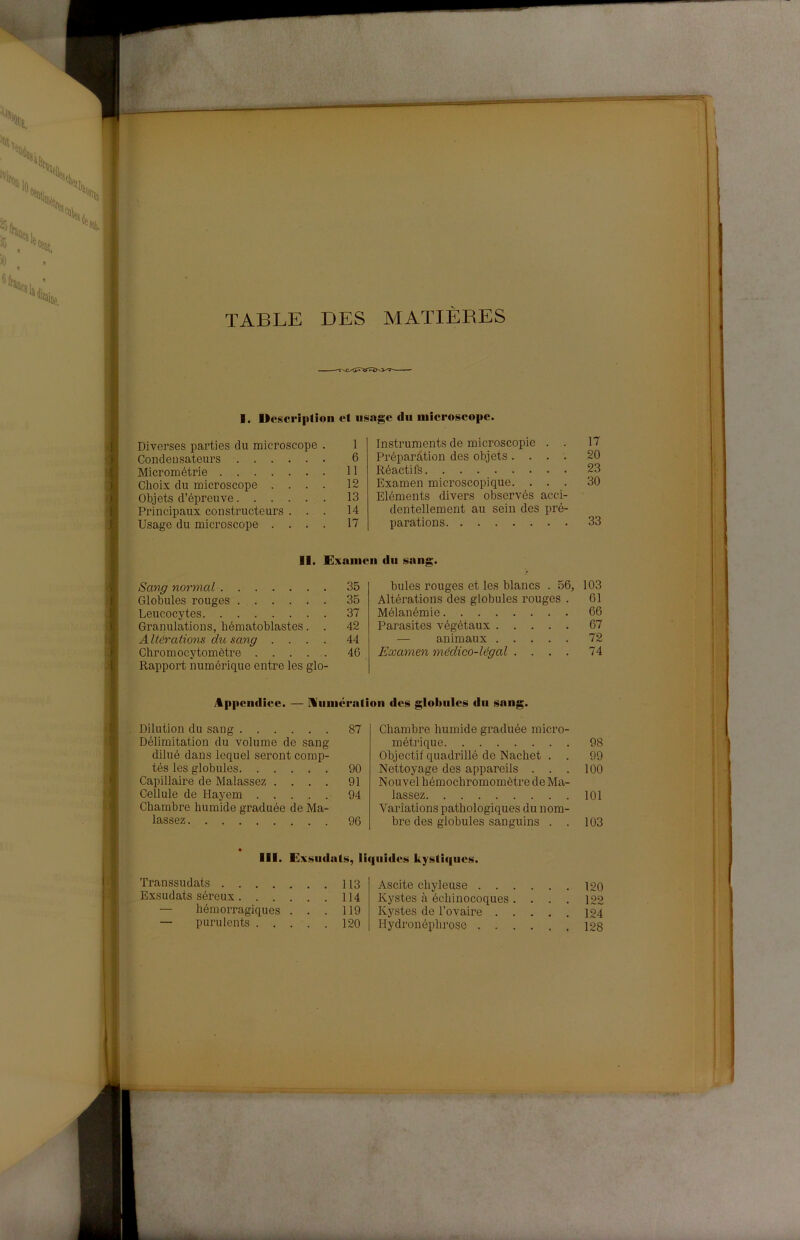 TABLE DES MATIÈRES
I. Description et usage du microscope.
Diverses parties du microscope . 1
Condensateurs . . . . . . 6
Micrométrie . . . . . . . 11
Choix du microscope . . . . 12
Objets d'épreuve. . . . . . 13
Principaux constructeurs . . . 14
Usage du microscope . . . . 17
Instruments de microscopie . . 17
Préparation des objets . . . . 20
Réactifs. . . . . . . . . 23
Examen microscopique. . . . 30
Eléments divers observés acci-
dentellement au sein des pré-
parations. . . . . . . 33
II. Examen du sang.
Sang normal . . . . . . . 35
Globules rouges . . . . . . 35
Leucocytes. . . . . . . . 37
Granulations, hématoblastes. . 42
Altérations du sang . . . . 44
Chromocytomètre . . . . . 46
Rapport numérique entre les glo-
bules rouges et les blancs . 56, 103
Altérations des globules rouges . 61
Mélanémie. . . . . . . . 66
Parasites végétaux . . . . . 67
— animaux . . . . . 72
Examen médico-légal . . . . 74
Appendice. — Numération des globules du sang.
Dilution du sang . . . . . . 87
Délimitation du volume de sang
dilué dans lequel seront comp-
tés les globules. . . . . . 90
Capillaire de Malassez . . . . 91
Cellule de Hayem . . . . . 94
Chambre humide graduée de Ma-
lassez. . . . . . . . . 96
Chambre humide graduée micro-
métrique. . . . . . . . 98
Objectif quadrillé de Nachet . . 99
Nettoyage des appareils . . . 100
Nouvel hémochromomètre de Ma-
lassez. . . . . . . . . 101
Variations pathologiques du nom-
bre des globules sanguins . . 103
III. Exsudats, liquides kystiques.
Transsudats . . . . . . . 113
Exsudats séreux . . . . . . 114
— hémorragiques . . . 119
— purulents . . . . . 120
Ascite chyleuse . . . . . . 120
Kystes à échinocoques . . . . 122
Kystes de l'ovaire . . . . . 124
Hydronéphrose . . . . . . 128